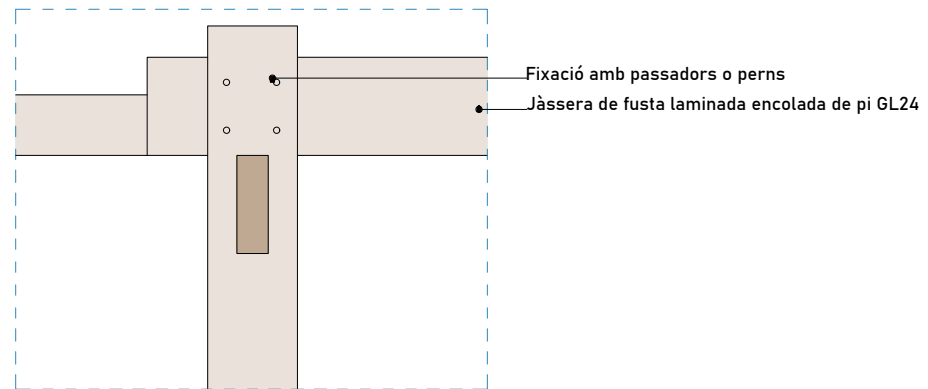 Fixació amb passadors o perns
Jàssera de fusta laminada encolada de pi GL24